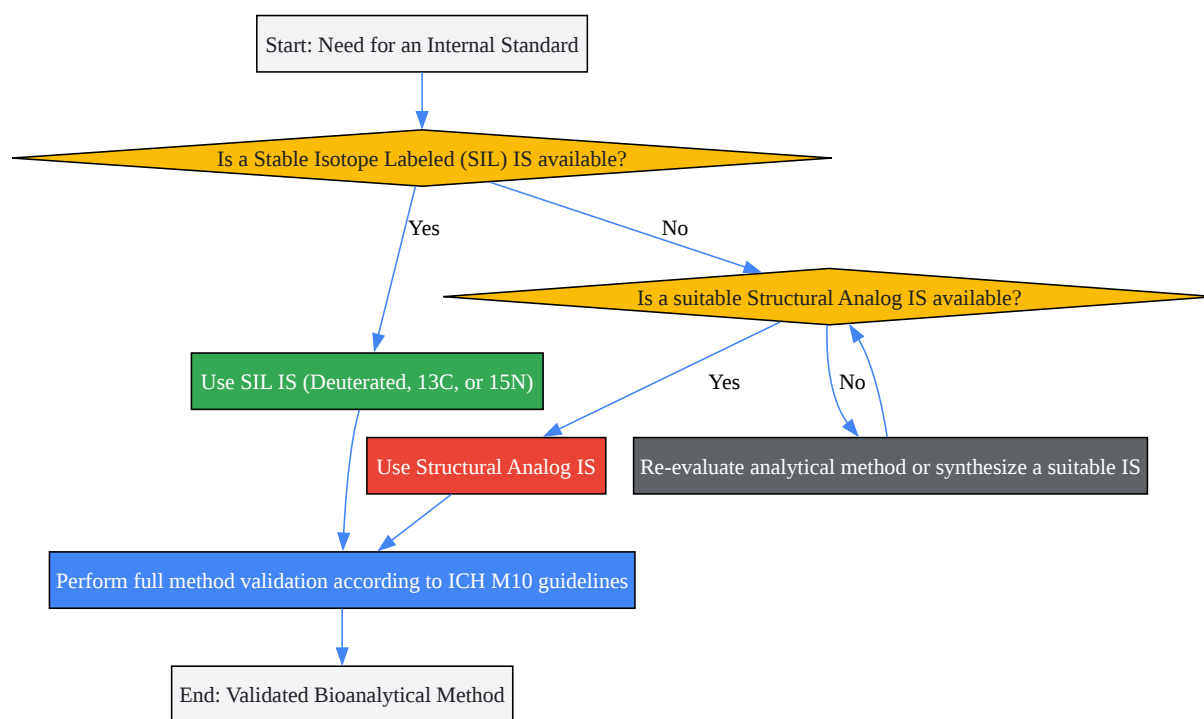 Start: Need for an Internal Standard
Is a Stable Isotope Labeled (SIL) IS available?
Yes
No
Is a suitable Structural Analog IS available?
Use SIL IS (Deuterated, 13C, or 15N)
Yes
No
Use Structural Analog IS
Re-evaluate analytical method or synthesize a suitable IS
Perform full method validation according to ICH M10 guidelines
End: Validated Bioanalytical Method